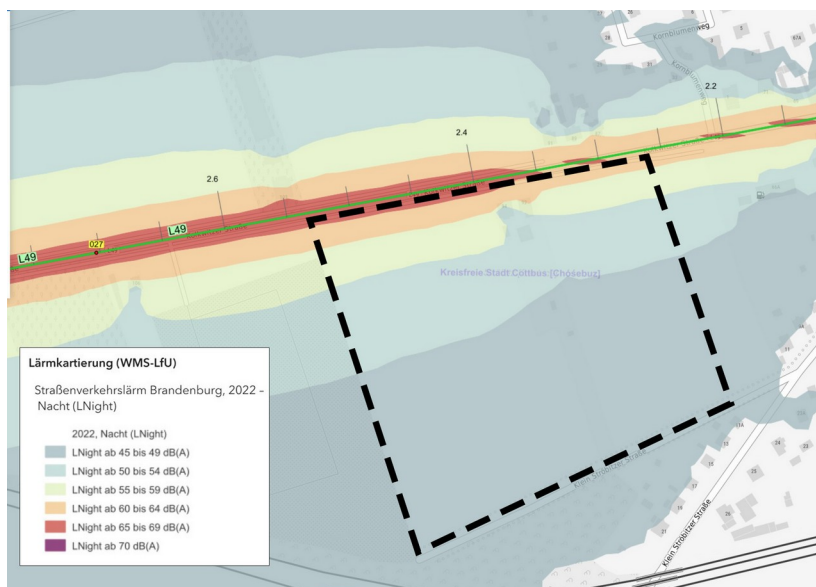 Kornblumenweg
Kornblumenweg
67A
2.2
2.4
2.6
L49
027
L49
Kreisfreie Stadt Cottbus [Chóśebuz]
Klein Ströbitzer Straße
17A
Klein Ströbitzer Straße
Lärmkartierung (WMS-LfU)
Straßenverkehrslärm Brandenburg, 2022 –
Nacht (LNight)
2022, Nacht (LNight)
LNight ab 45 bis 49 dB(A)
LNight ab 50 bis 54 dB(A)
LNight ab 55 bis 59 dB(A)
LNight ab 60 bis 64 dB(A)
LNight ab 65 bis 69 dB(A)
LNight ab 70 dB(A)